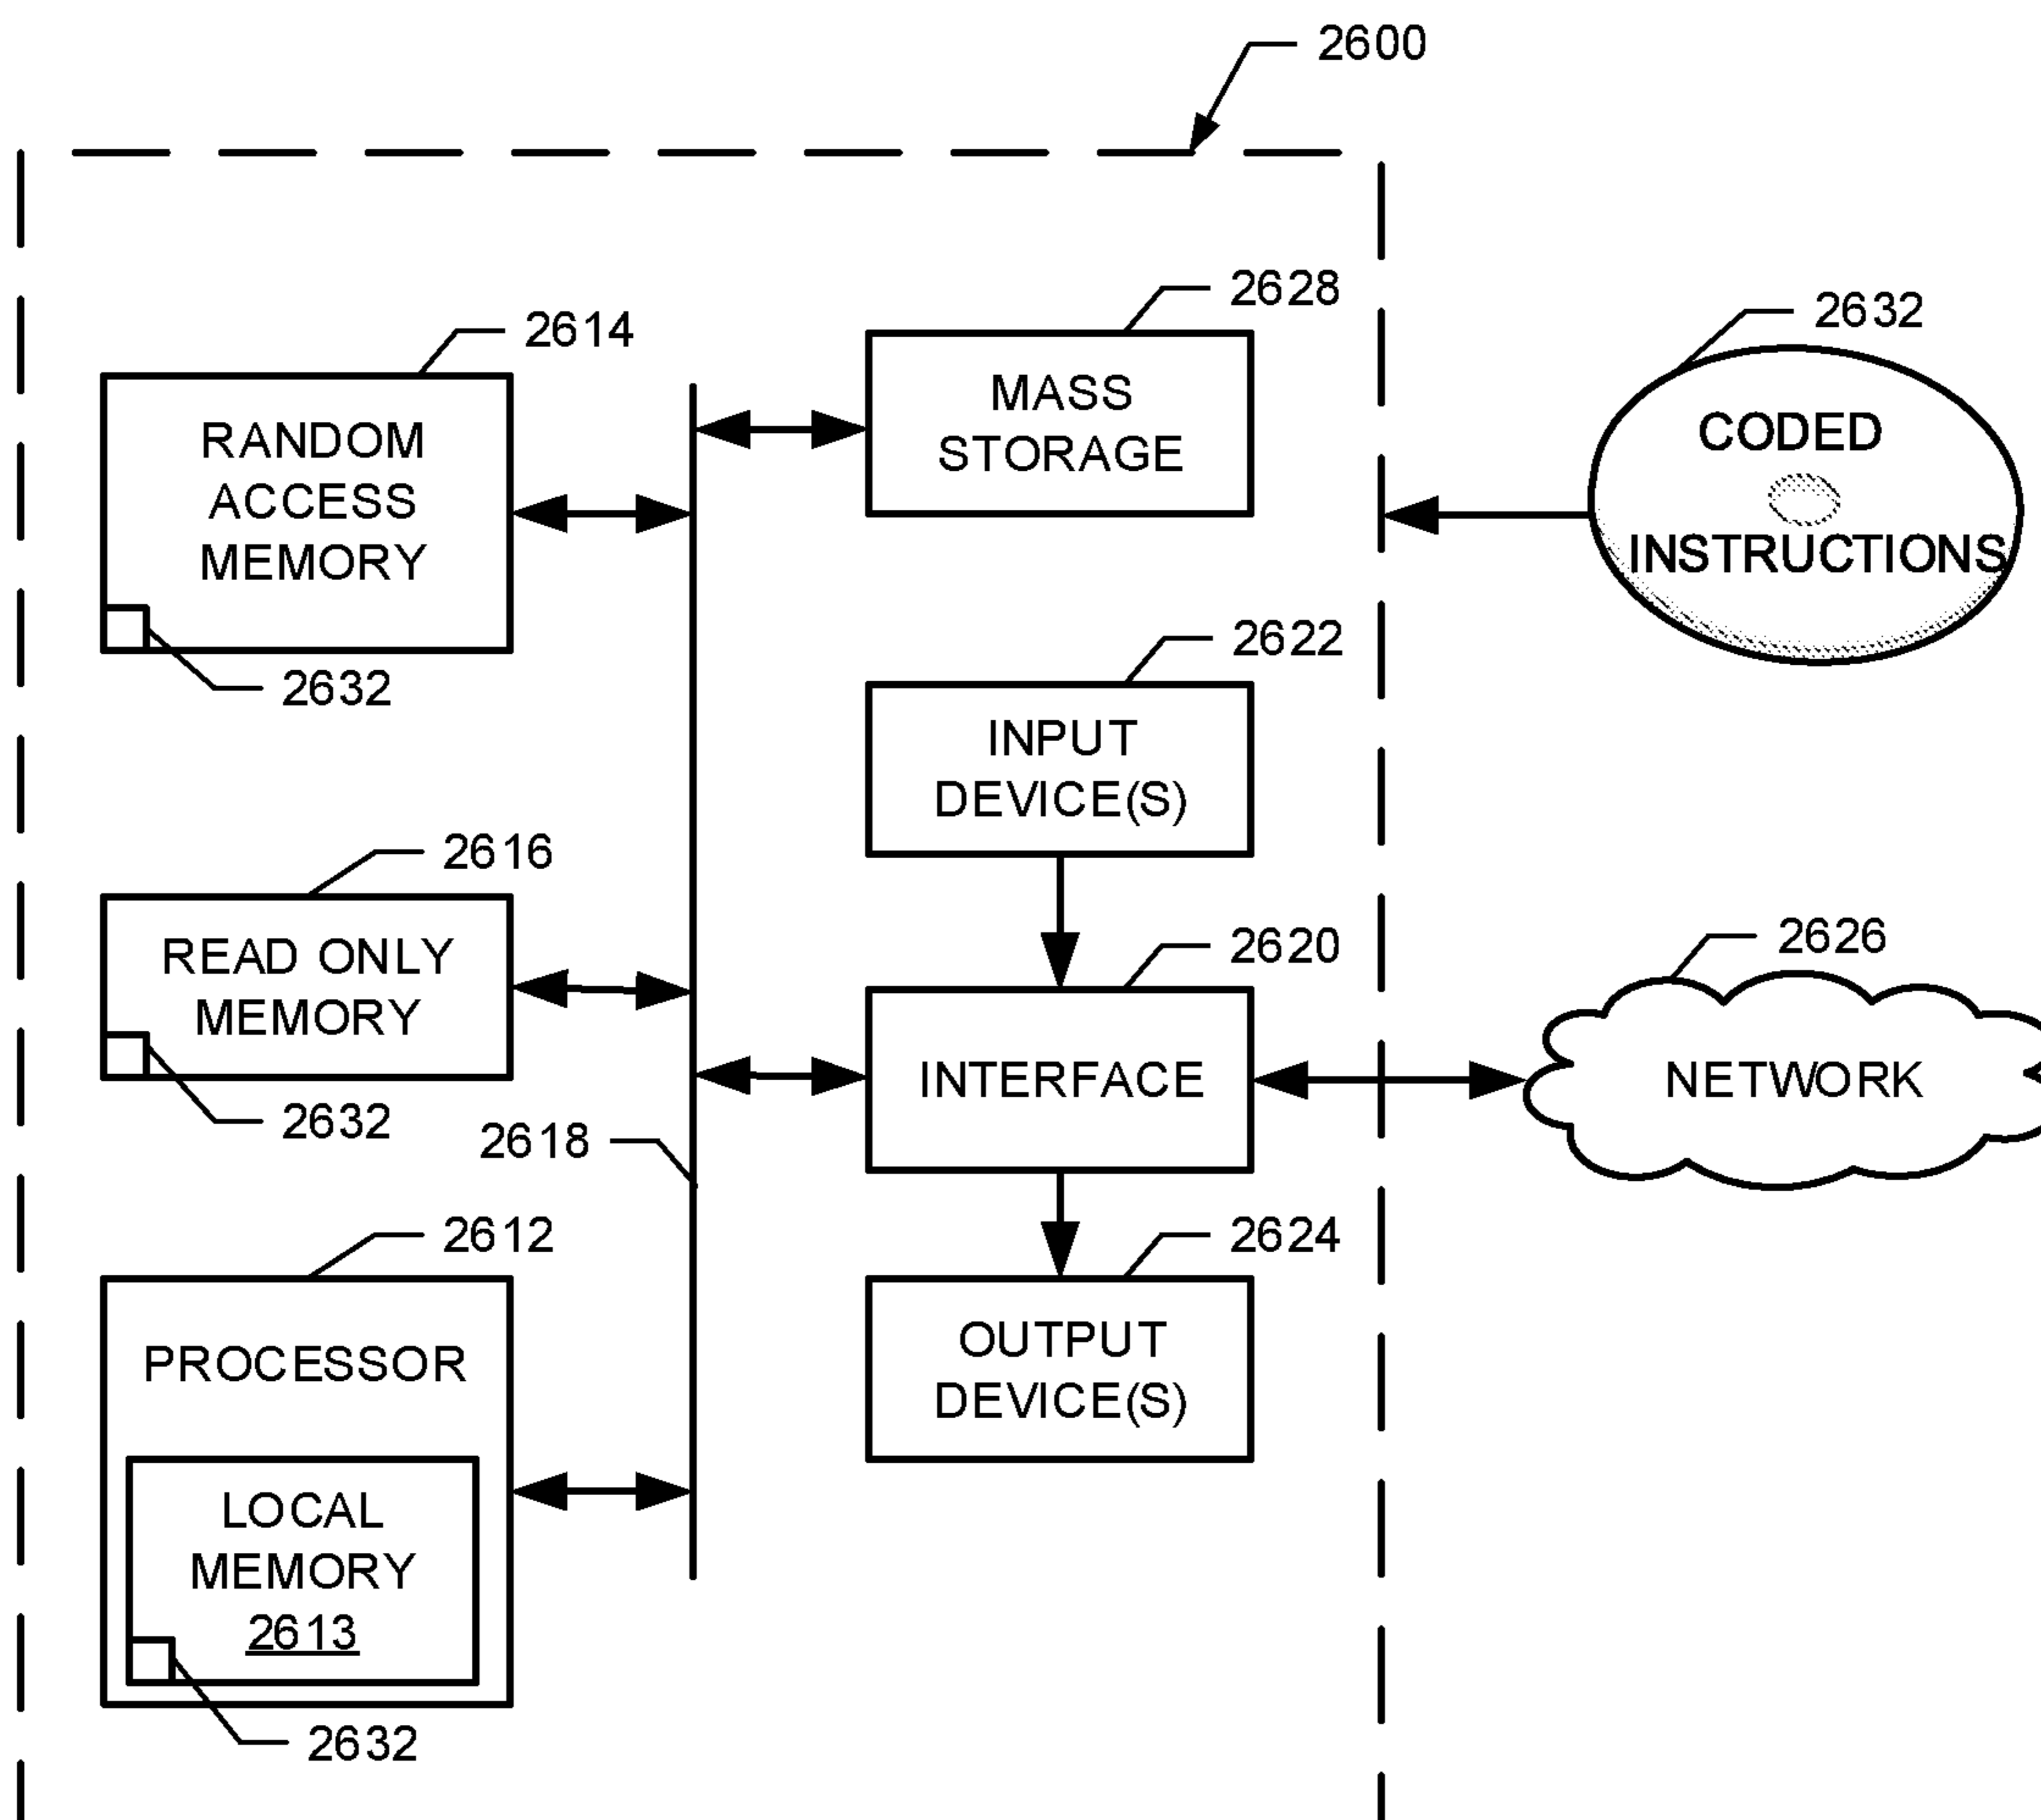 2600
2628
2614
2632
MASS
STORAGE
RANDOM
ACCESS
MEMORY
CODED
INSTRUCTIONS
2632
2622
INPUT
DEVICE(S)
2616
READ ONLY
MEMORY
2620
2626
INTERFACE
NETWORK
2632
2618
2612
2624
PROCESSOR
OUTPUT
DEVICE(S)
LOCAL
MEMORY
2613
2632